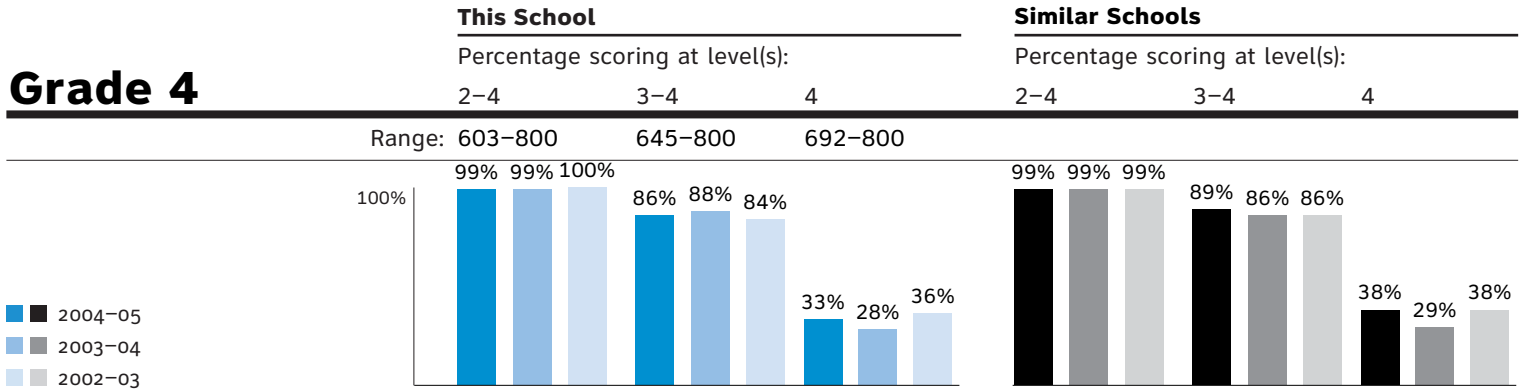 This School Similar Schools
Percentage scoring at level(s): Percentage scoring at level(s):
Grade 4 2–4 3–4 4 2–4 3–4 4
Range: 603–800 645–800 692–800
99% 99% 100% 86% 88% 84% 33% 28% 36% 99% 99% 99% 89% 86% 86% 38% 29% 38%
100%
2004–05
2003–04
2002–03